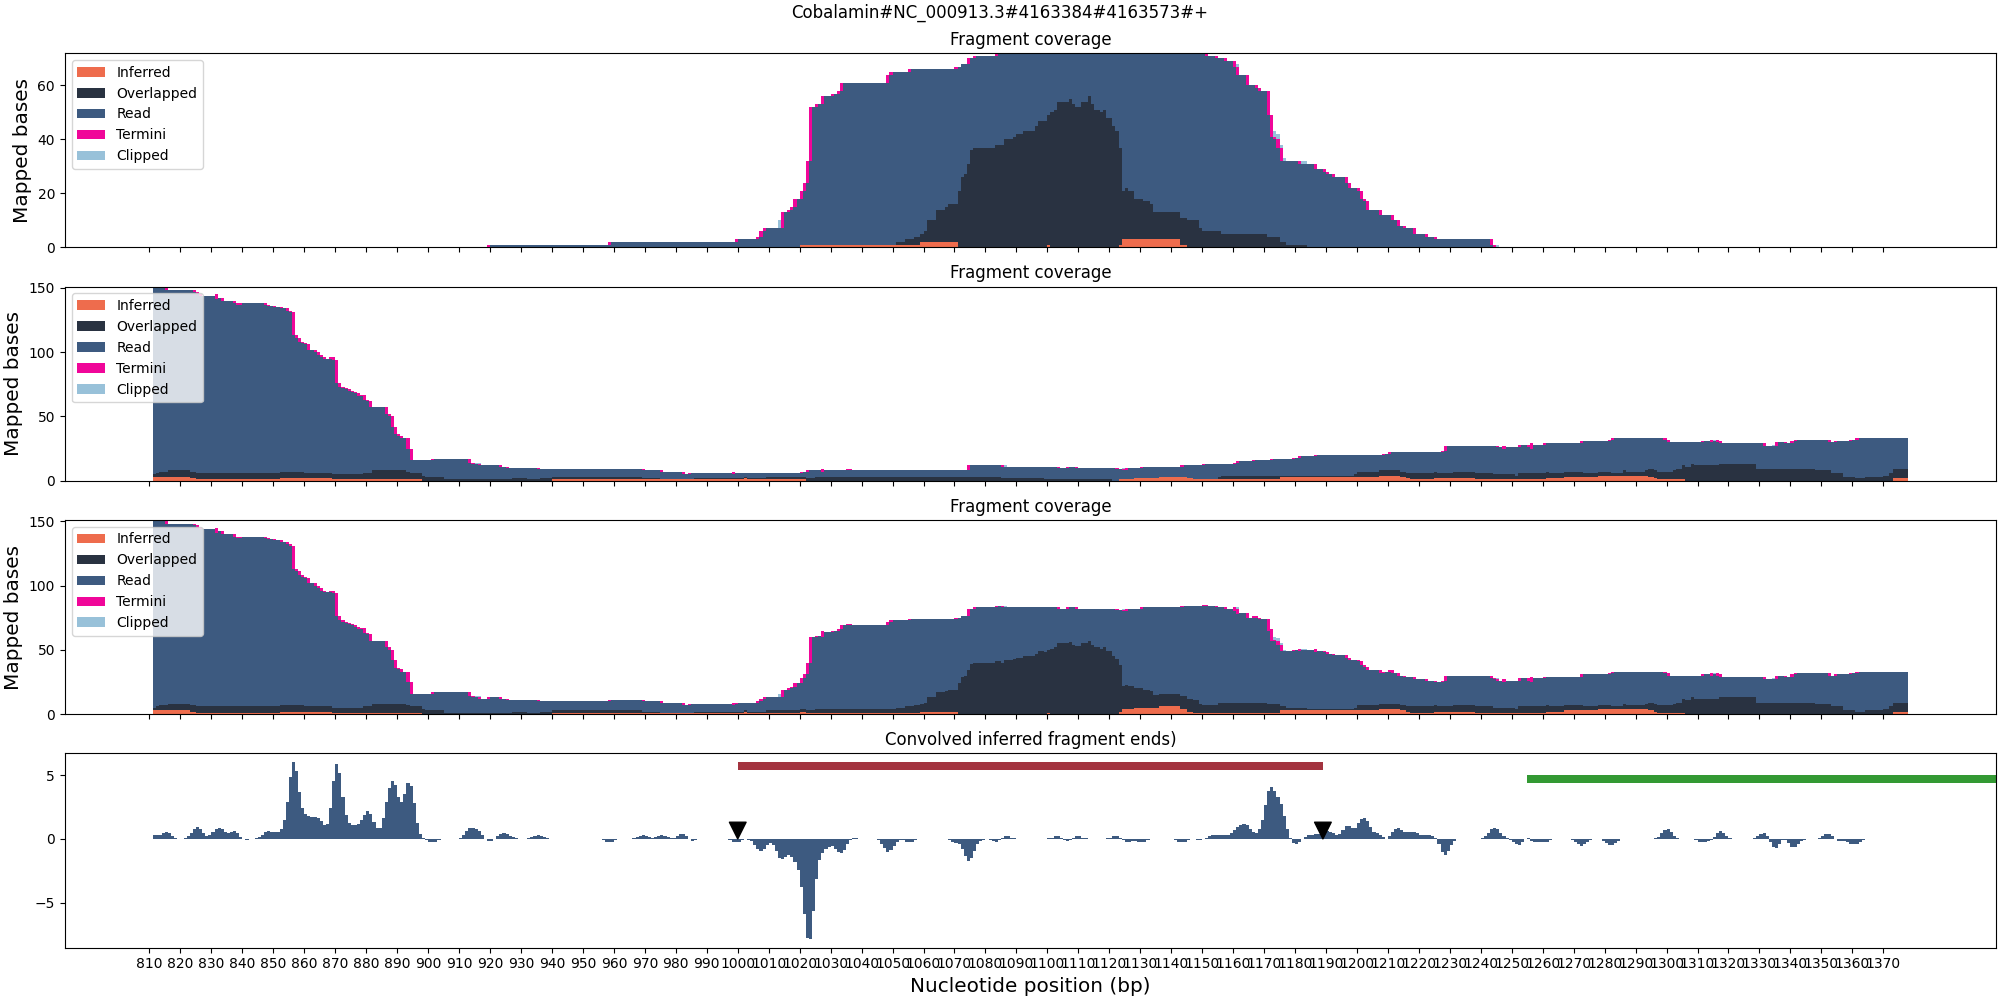 Cobalamin#NC_000913.3#4163384#4163573#+
Fragment coverage
Mapped bases
60
40
20
0
Inferred
Overlapped
Read
Termini
Clipped
Fragment coverage
Mapped bases
150
100
50
0
Inferred
Overlapped
Read
Termini
Clipped
Fragment coverage
Mapped bases
150
100
50
0
Inferred
Overlapped
Read
Termini
Clipped
Convolved inferred fragment ends)
5
0
−5
810 820 830 840 850 860 870 880 890 900 910 920 930 940 950 960 970 980 990 1000 1010 1020 1030 1040 1050 1060 1070 1080 1090 1100 1110 1120 1130 1140 1150 1160 1170 1180 1190 1200 1210 1220 1230 1240 1250 1260 1270 1280 1290 1300 1310 1320 1330 1340 1350 1360 1370
Nucleotide position (bp)